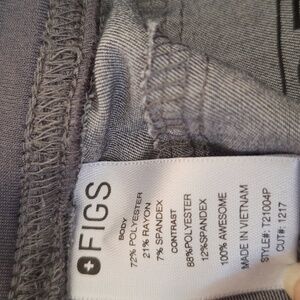 FIGS
BODY
72% POLYESTER
21% RAYON
7% SPANDEX
CONTRAST
88%POLYESTER
12%SPANDEX
100% AWESOME
MADE IN VIETNAM
STYLE#: T21004P
CUT#: 1217